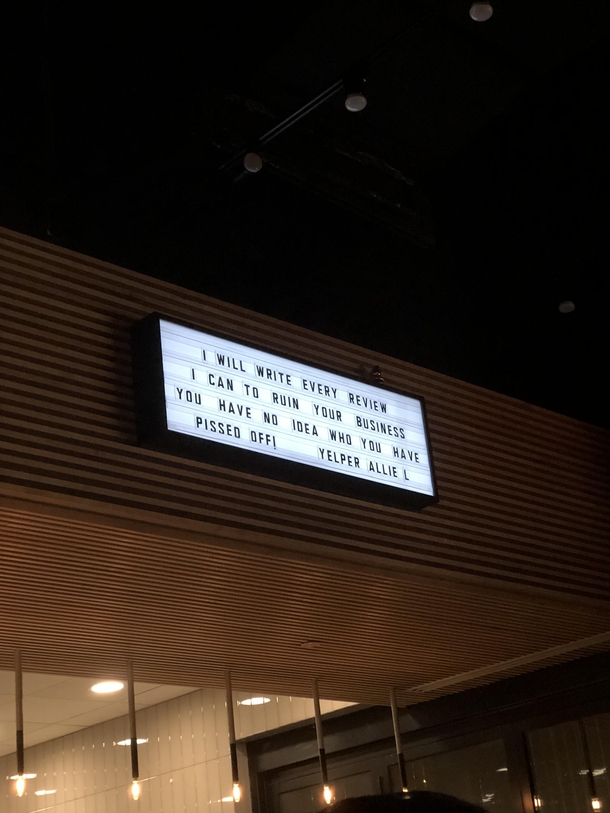 I WILL WRITE EVERY REVIEW
I CAN TO RUIN YOUR BUSINESS
YOU HAVE NO IDEA WHO YOU HAVE
PISSED OFF! YELPER ALLIE L